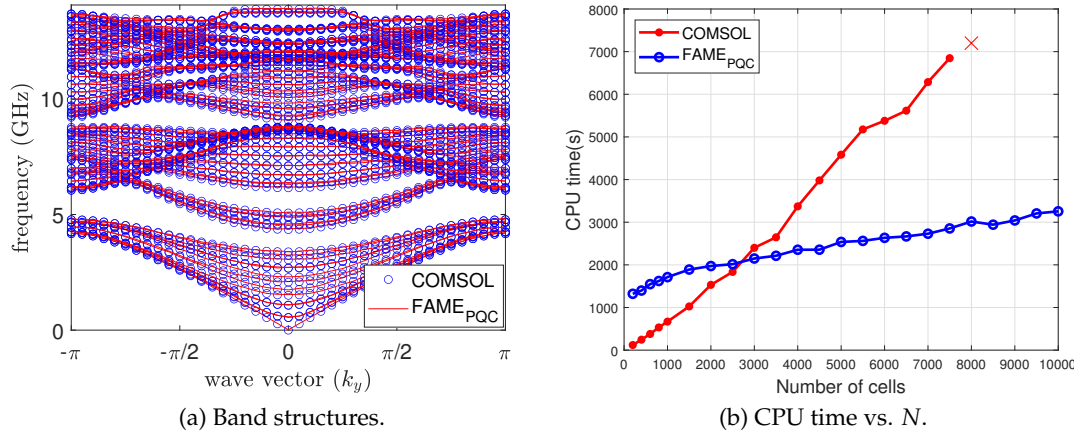 frequency (GHz)
10
5
0
COMSOL
FAME_PQC
-π
-π/2
0
π/2
π
wave vector (k_y)
(a) Band structures.
CPU time(s)
8000
7000
6000
5000
4000
3000
2000
1000
0
COMSOL
FAME_PQC
0
1000
2000
3000
4000
5000
6000
7000
8000
9000
10000
Number of cells
(b) CPU time vs. N.